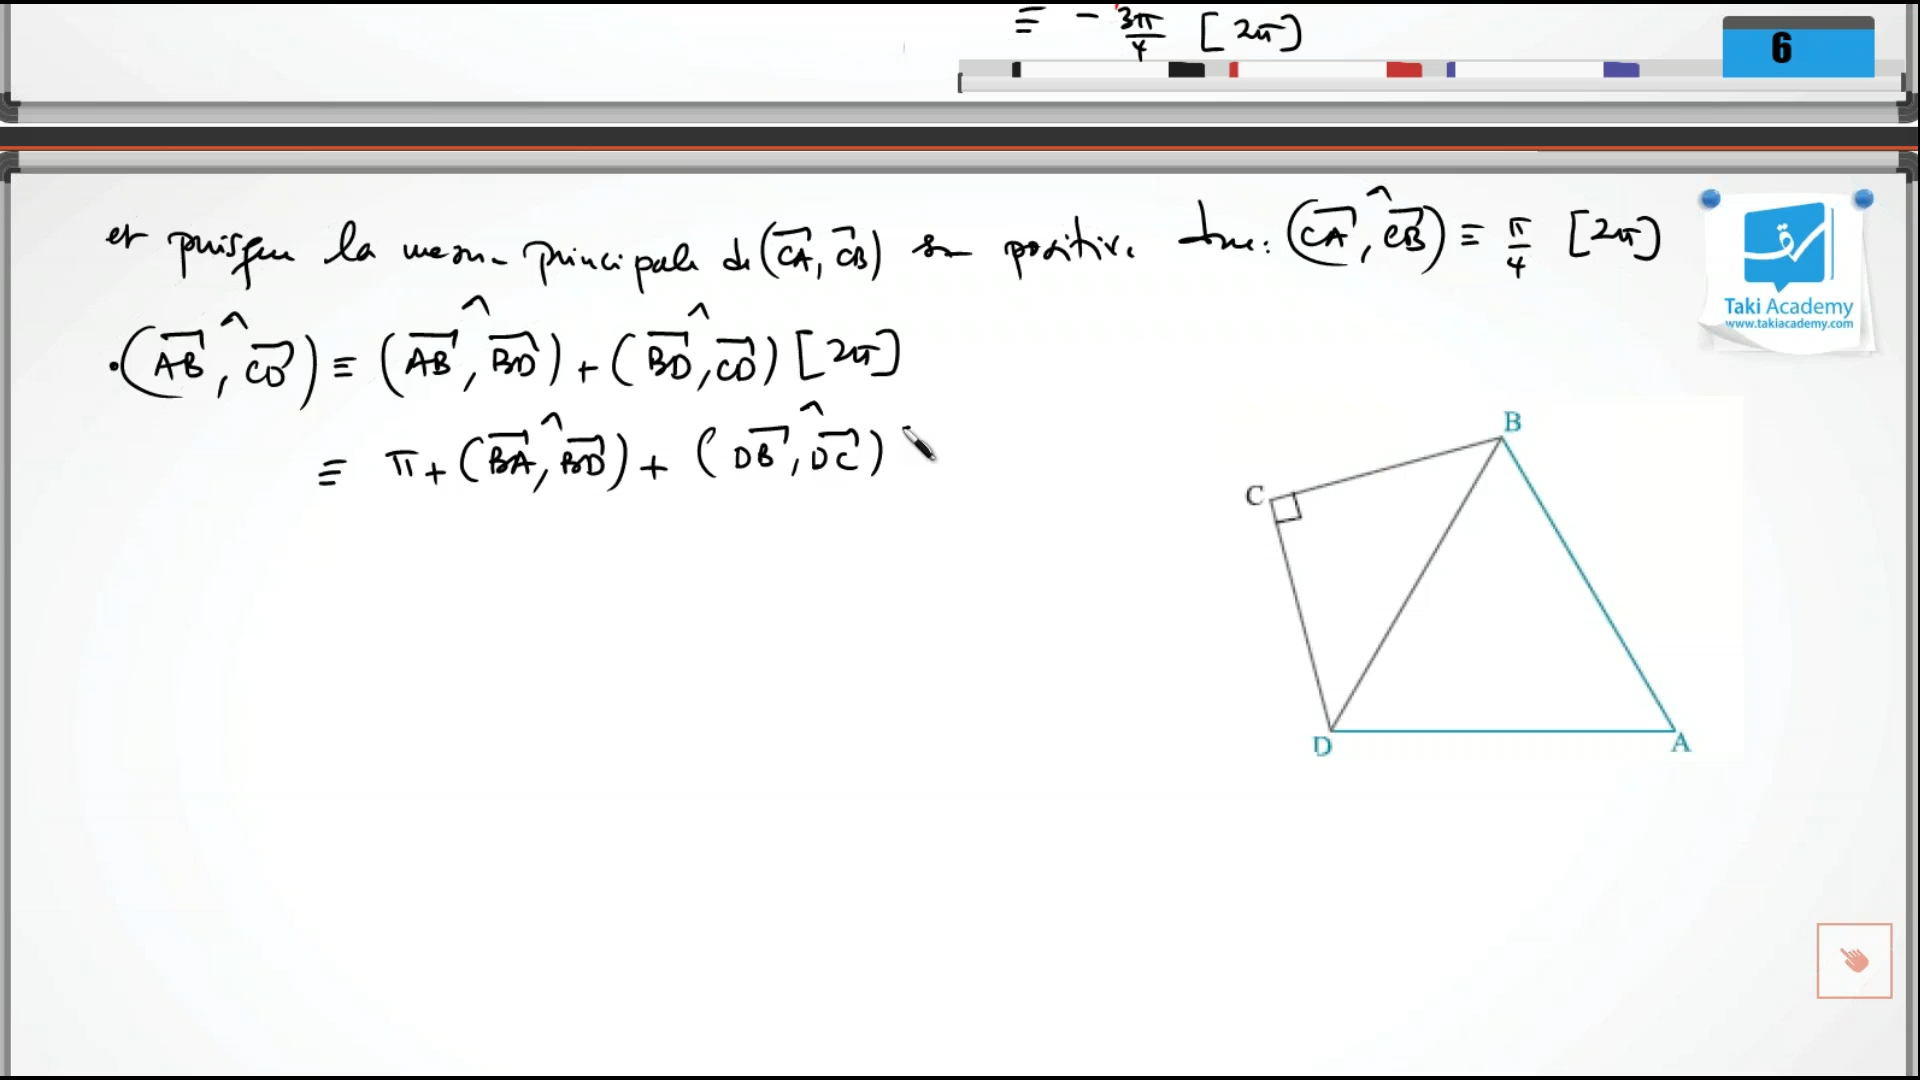 ≡ - 3π/4 [2π]
6
et puisque la mesure principale de (CA, CB) est positive donc: (CA, CB) ≡ π/4 [2π]
Taki Academy
www.takiacademy.com
• (AB, CD) ≡ (AB, BD) + (BD, CD) [2π]
≡ π + (BA, BD) + (DB, DC)
B
C
D
A